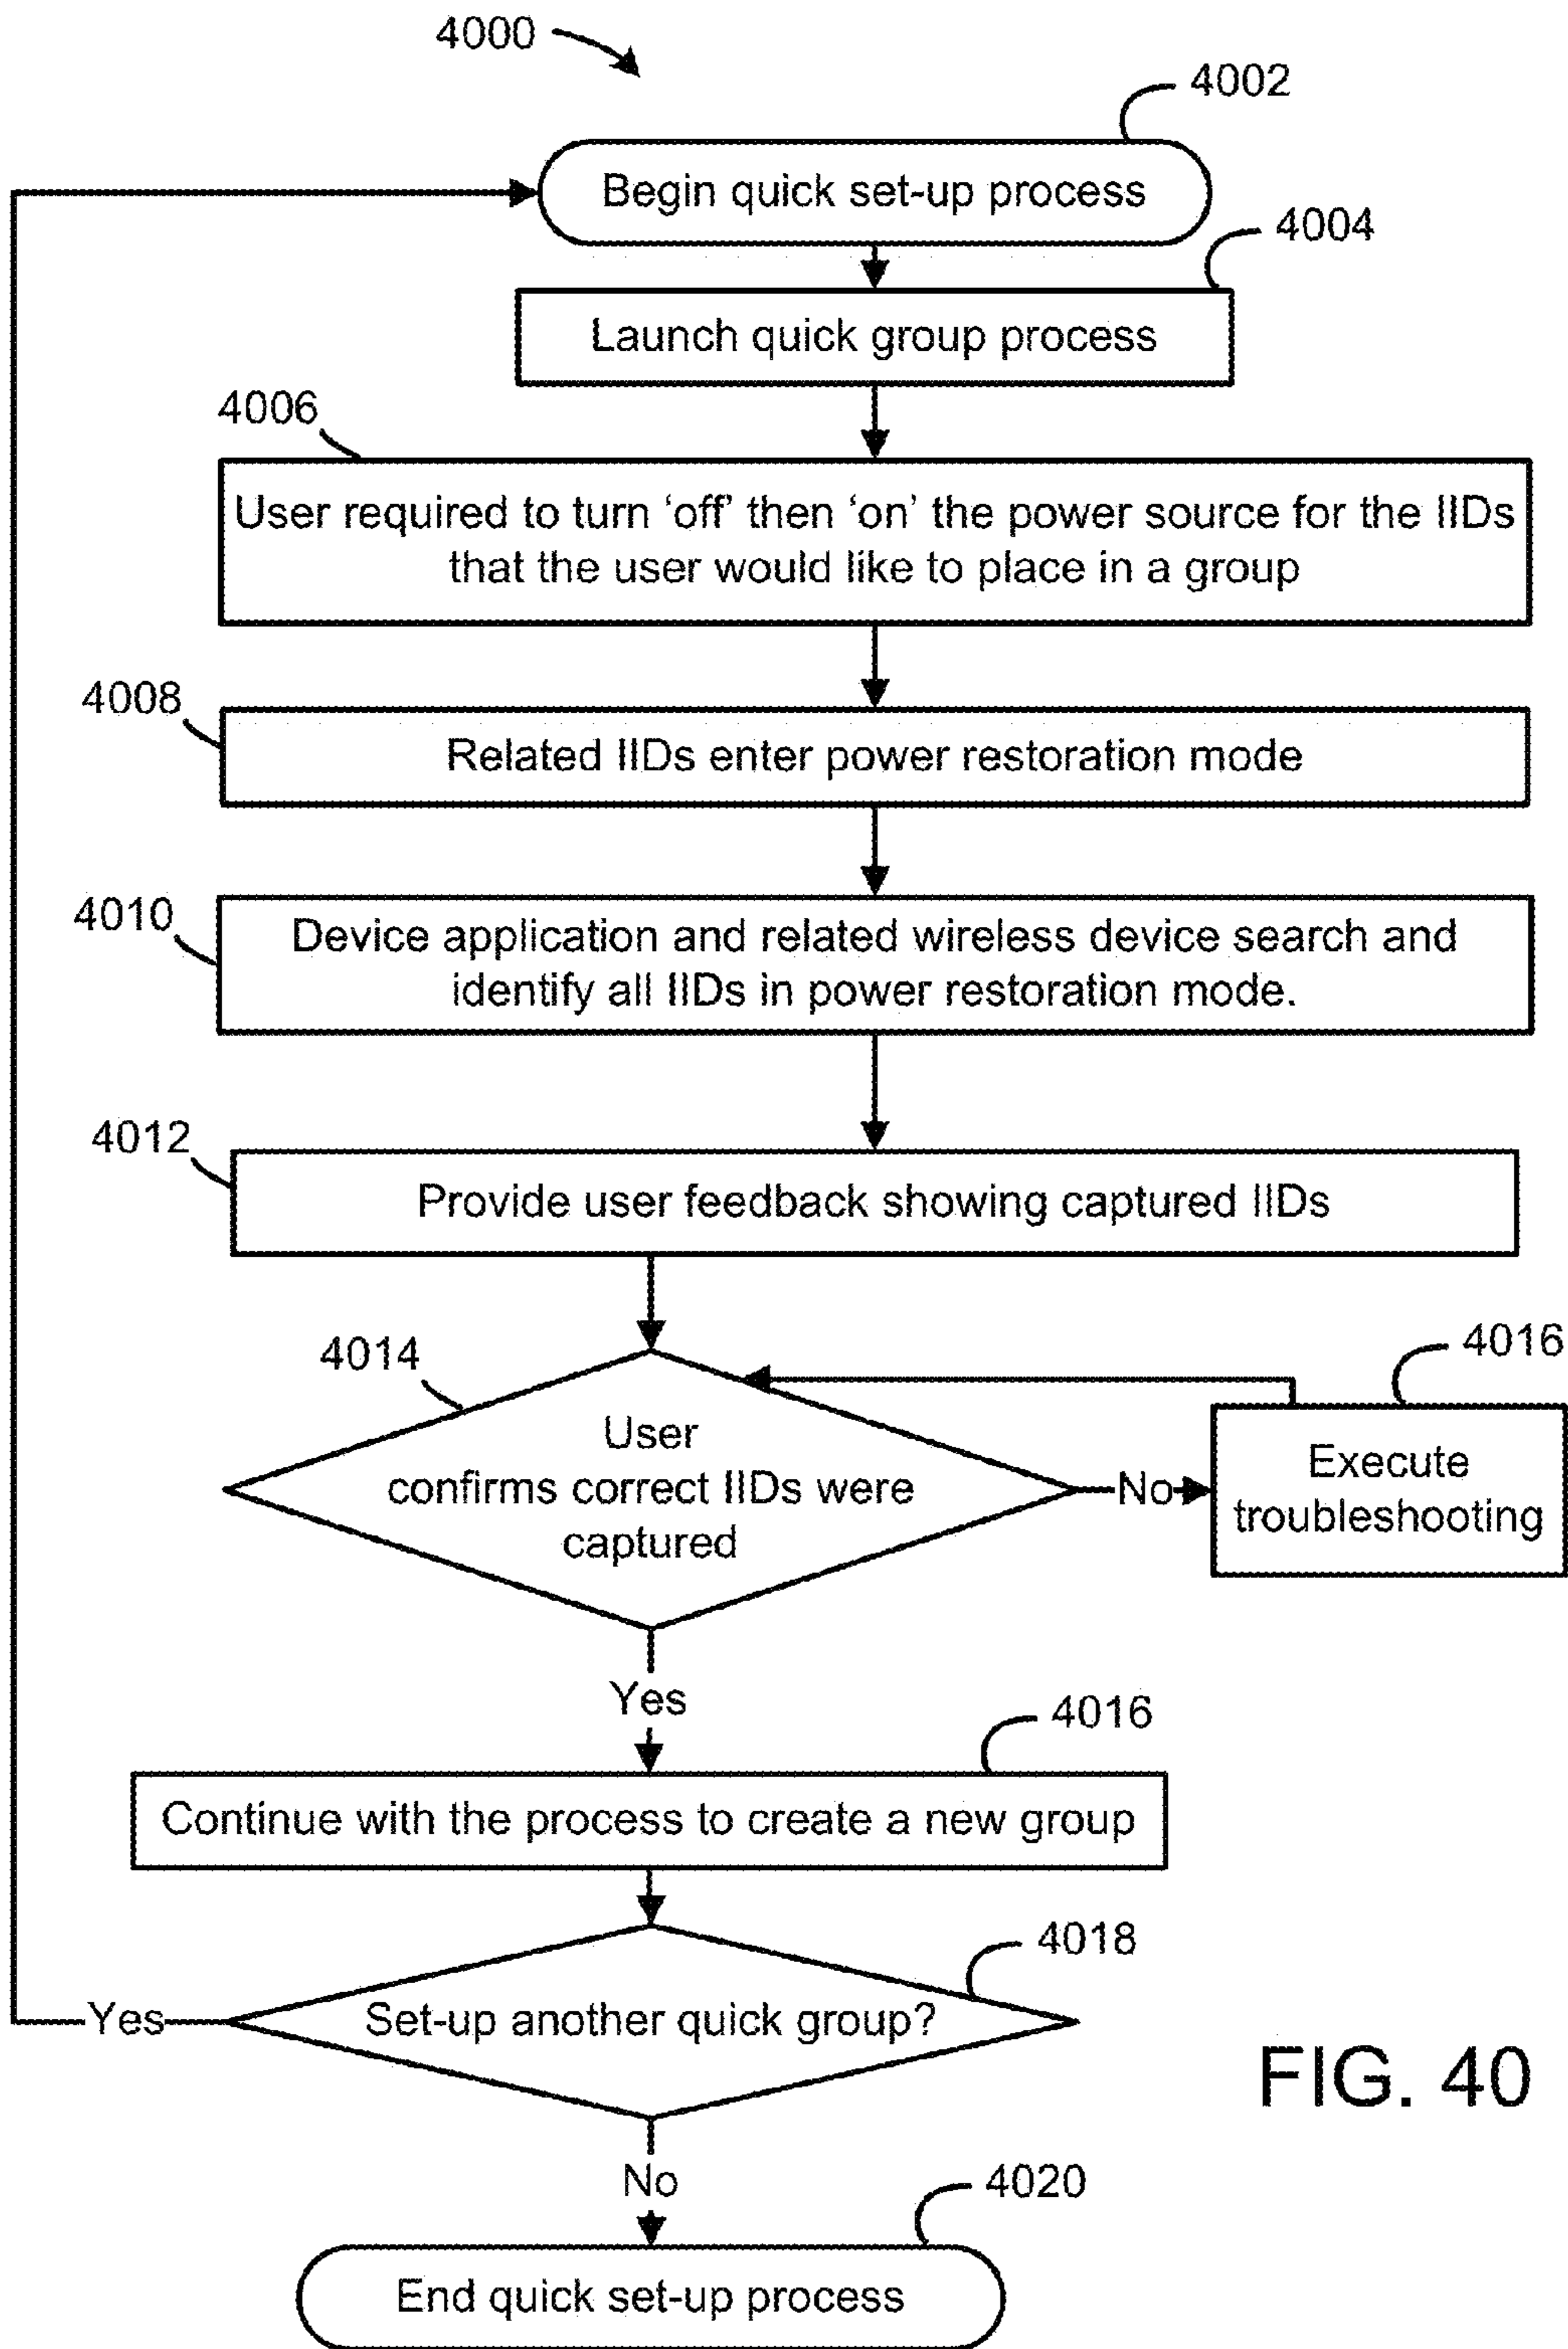 4000
4002
Begin quick set-up process
4004
Launch quick group process
4006
User required to turn ‘off’ then ‘on’ the power source for the IIDs
that the user would like to place in a group
4008
Related IIDs enter power restoration mode
4010
Device application and related wireless device search and
identify all IIDs in power restoration mode.
4012
Provide user feedback showing captured IIDs
4014
User
confirms correct IIDs were
captured
No
4016
Execute
troubleshooting
Yes
4016
Continue with the process to create a new group
4018
Set-up another quick group?
Yes
No
4020
End quick set-up process
FIG. 40